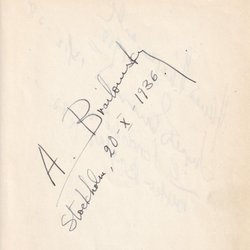 A. Brailowsky
Stockholm, 20-X-1936.